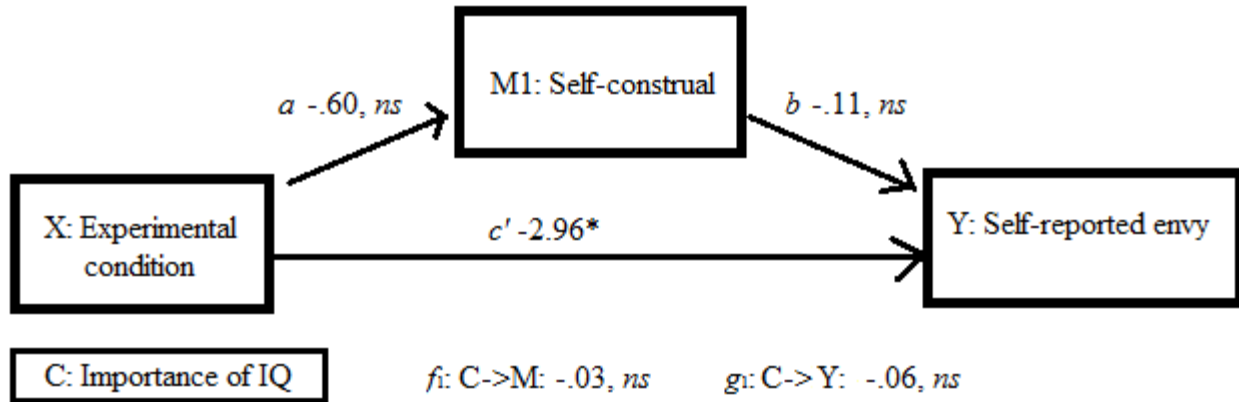 M1: Self-construal
a -.60, ns
b -.11, ns
X: Experimental
condition
c' -2.96*
Y: Self-reported envy
C: Importance of IQ
f1: C->M: -.03, ns
g1: C-> Y: -.06, ns